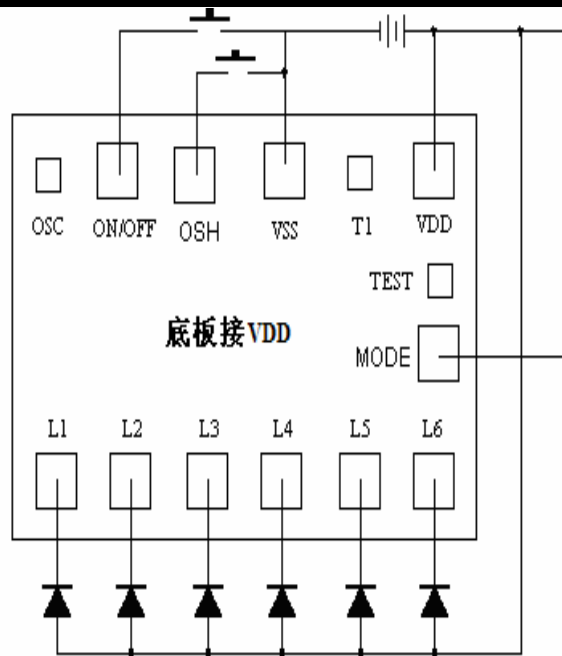 OSC ON/OFF OSH VSS T1 VDD
TEST
底板接VDD
MODE
L1 L2 L3 L4 L5 L6